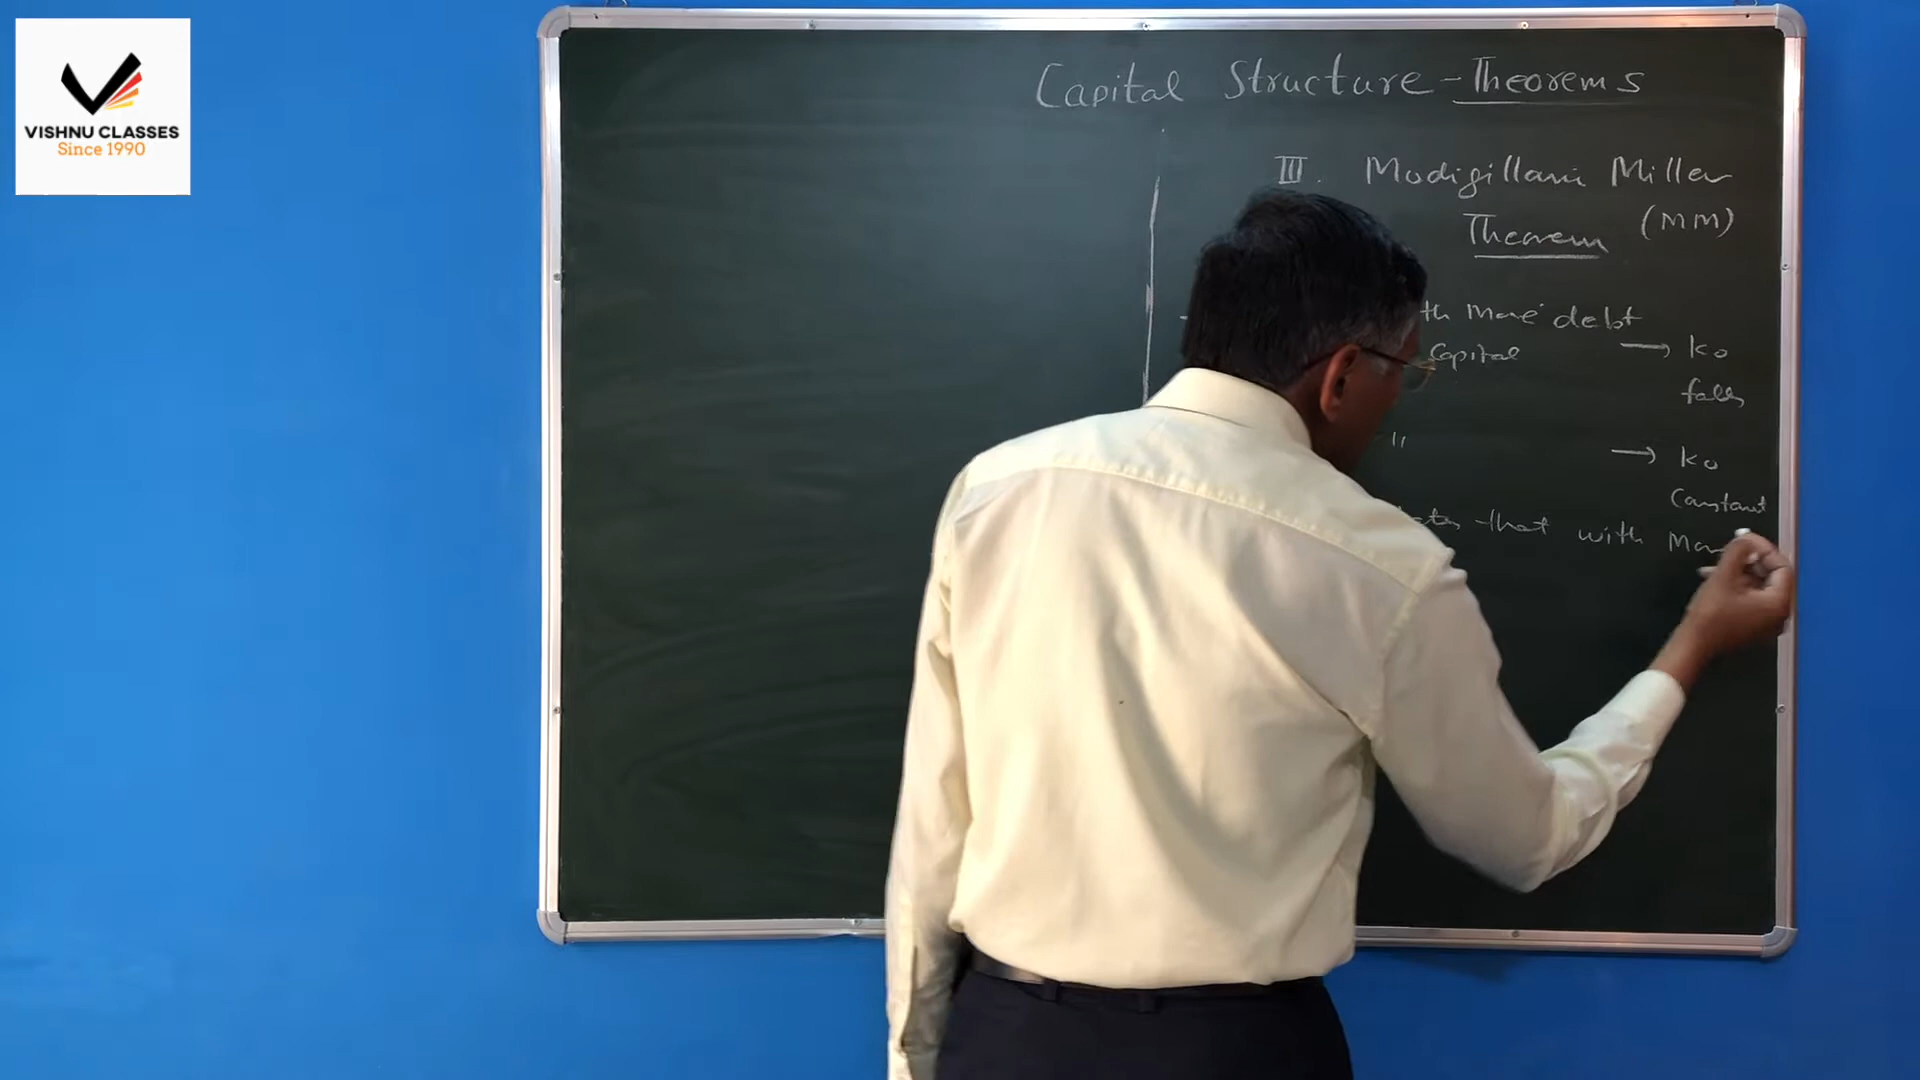 VISHNU CLASSES
Since 1990
Capital Structure - Theorems
III. Modigillani Miller
Theorem (MM)
th more debt
Capital → ko
falls
"
→ ko
Constant
that with Mor